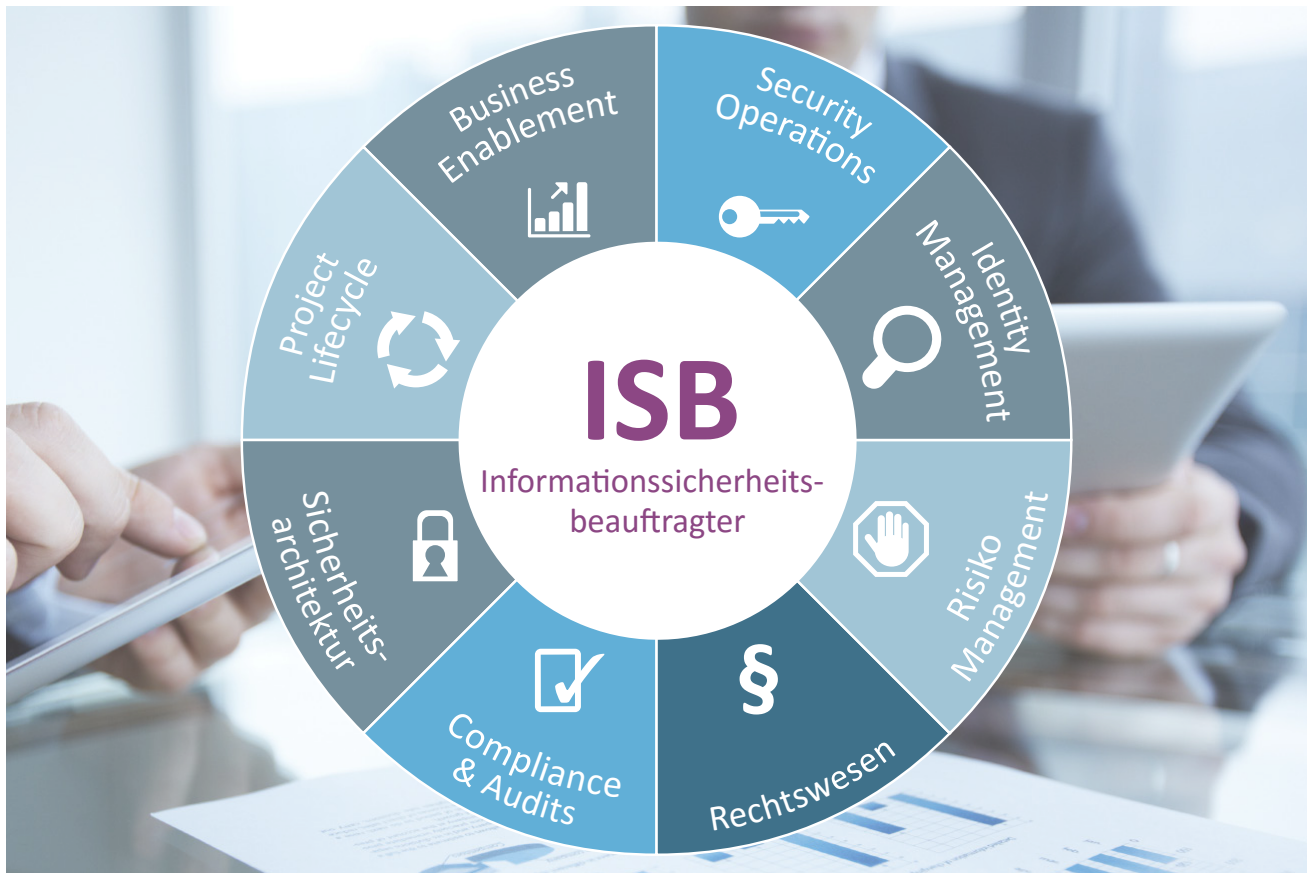 ISB
Informationssicherheits-
beauftragter
Security
Operations
Identity
Management
Risiko
Management
§
Rechtswesen
Compliance
& Audits
Sicherheits-
architektur
Project
Lifecycle
Business
Enablement